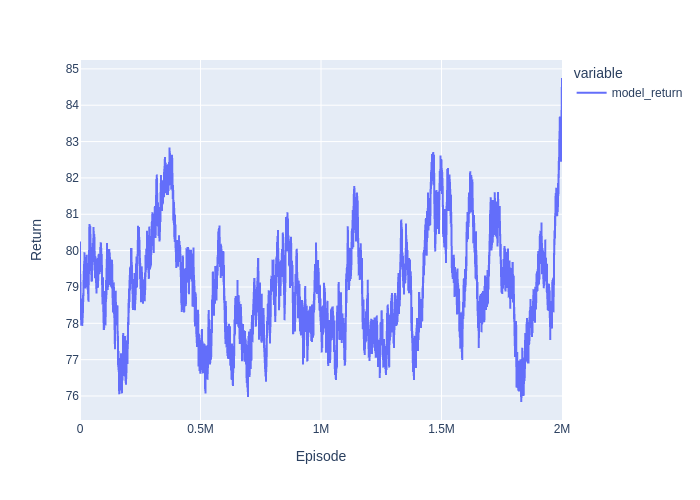 variable
model_return
85
84
83
82
81
80
79
78
77
76
0
0.5M
1M
1.5M
2M
Episode
Return